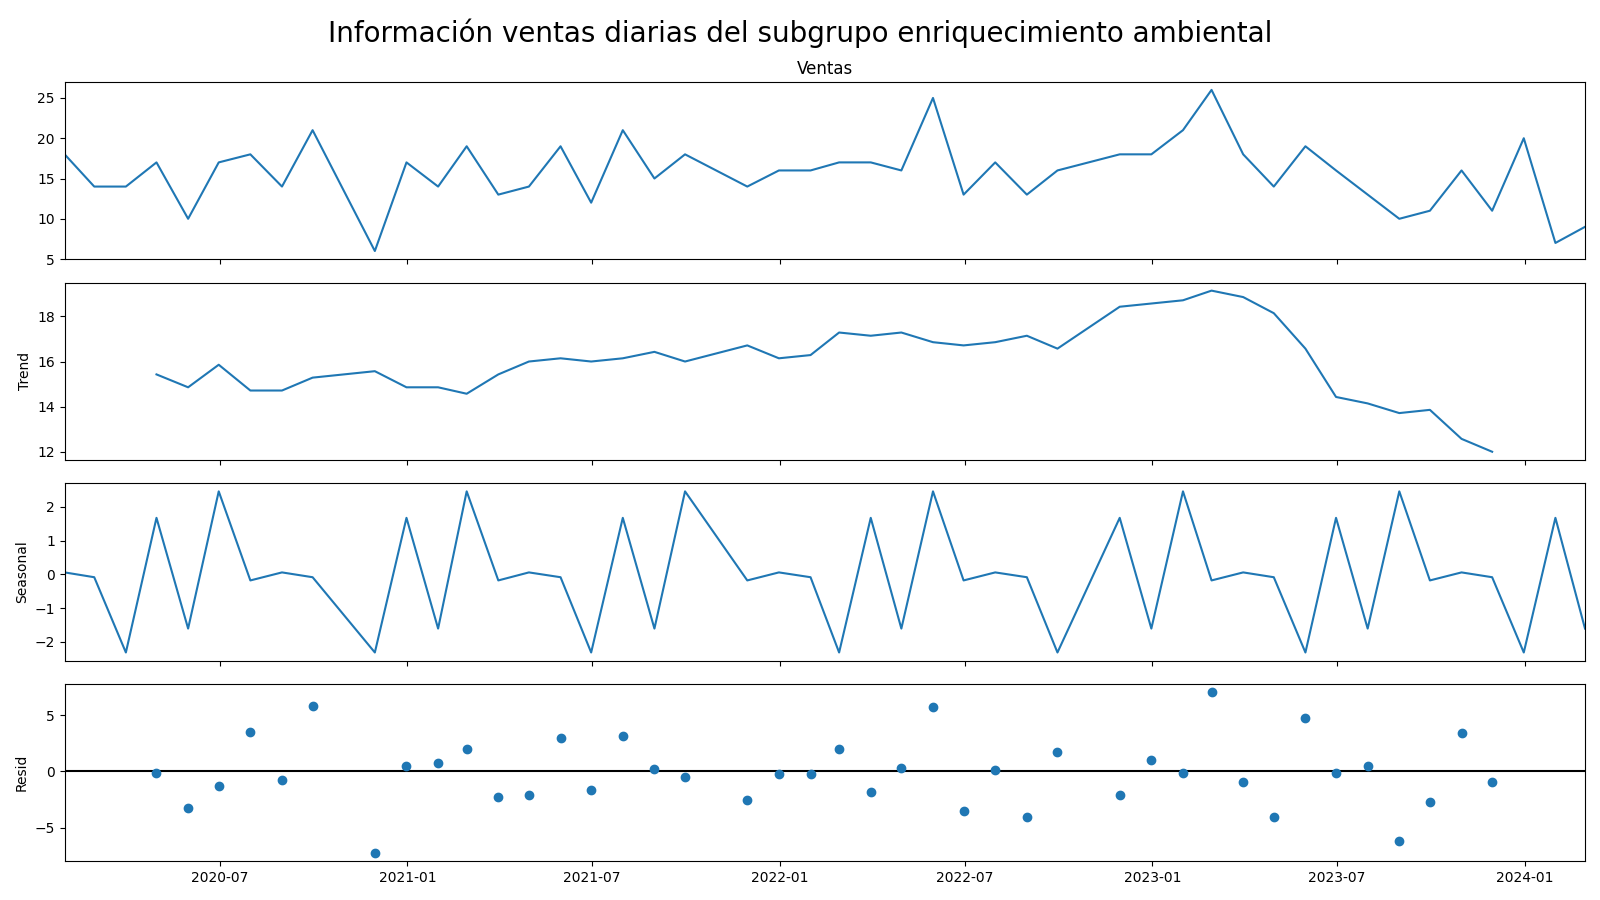 Información ventas diarias del subgrupo enriquecimiento ambiental
Ventas
25
20
15
10
5
Trend
18
16
14
12
Seasonal
2
1
0
−1
−2
Resid
5
0
−5
2020-07 2021-01 2021-07 2022-01 2022-07 2023-01 2023-07 2024-01